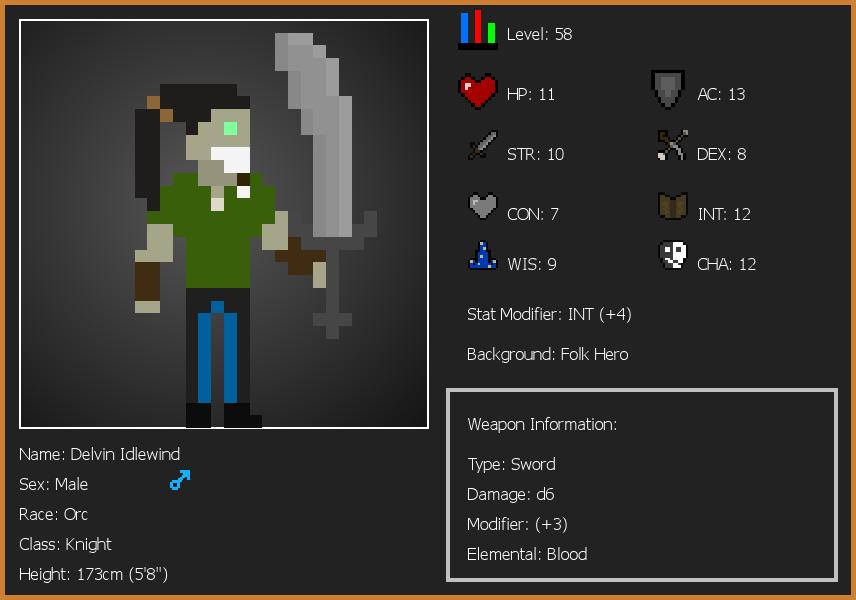 Level: 58
HP: 11
AC: 13
STR: 10
DEX: 8
CON: 7
INT: 12
WIS: 9
CHA: 12
Stat Modifier: INT (+4)
Background: Folk Hero
Weapon Information:
Type: Sword
Damage: d6
Modifier: (+3)
Elemental: Blood
Name: Delvin Idlewind
Sex: Male
Race: Orc
Class: Knight
Height: 173cm (5'8")